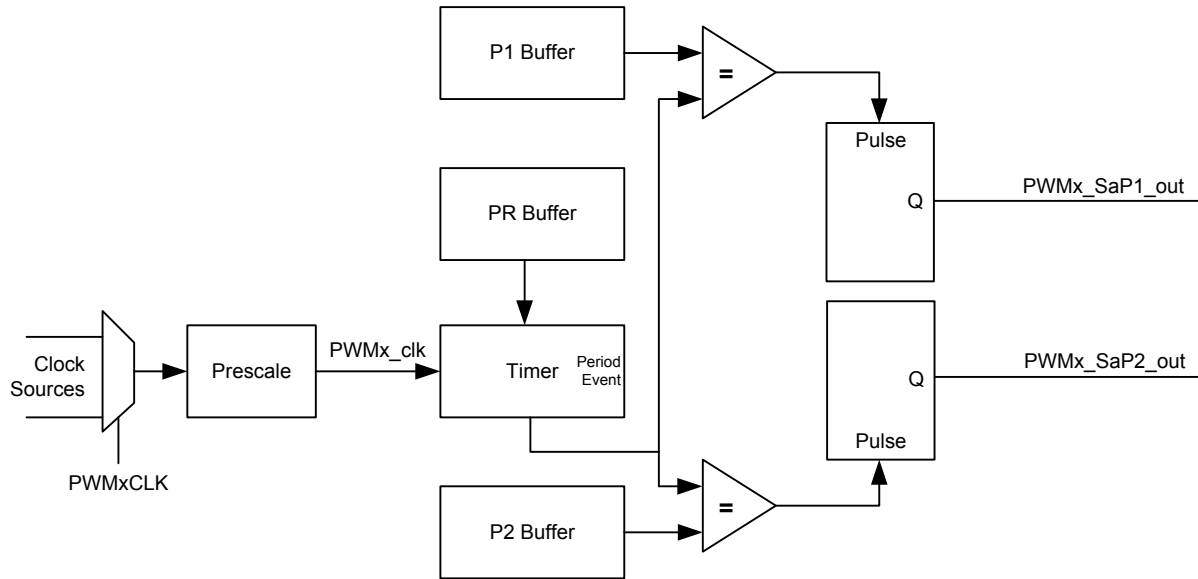 P1 Buffer
=
Pulse
Q
PWMx_SaP1_out
PR Buffer
Clock
Sources
PWMxCLK
Prescale
PWMx_clk
Timer
Period
Event
Q
Pulse
PWMx_SaP2_out
P2 Buffer
=